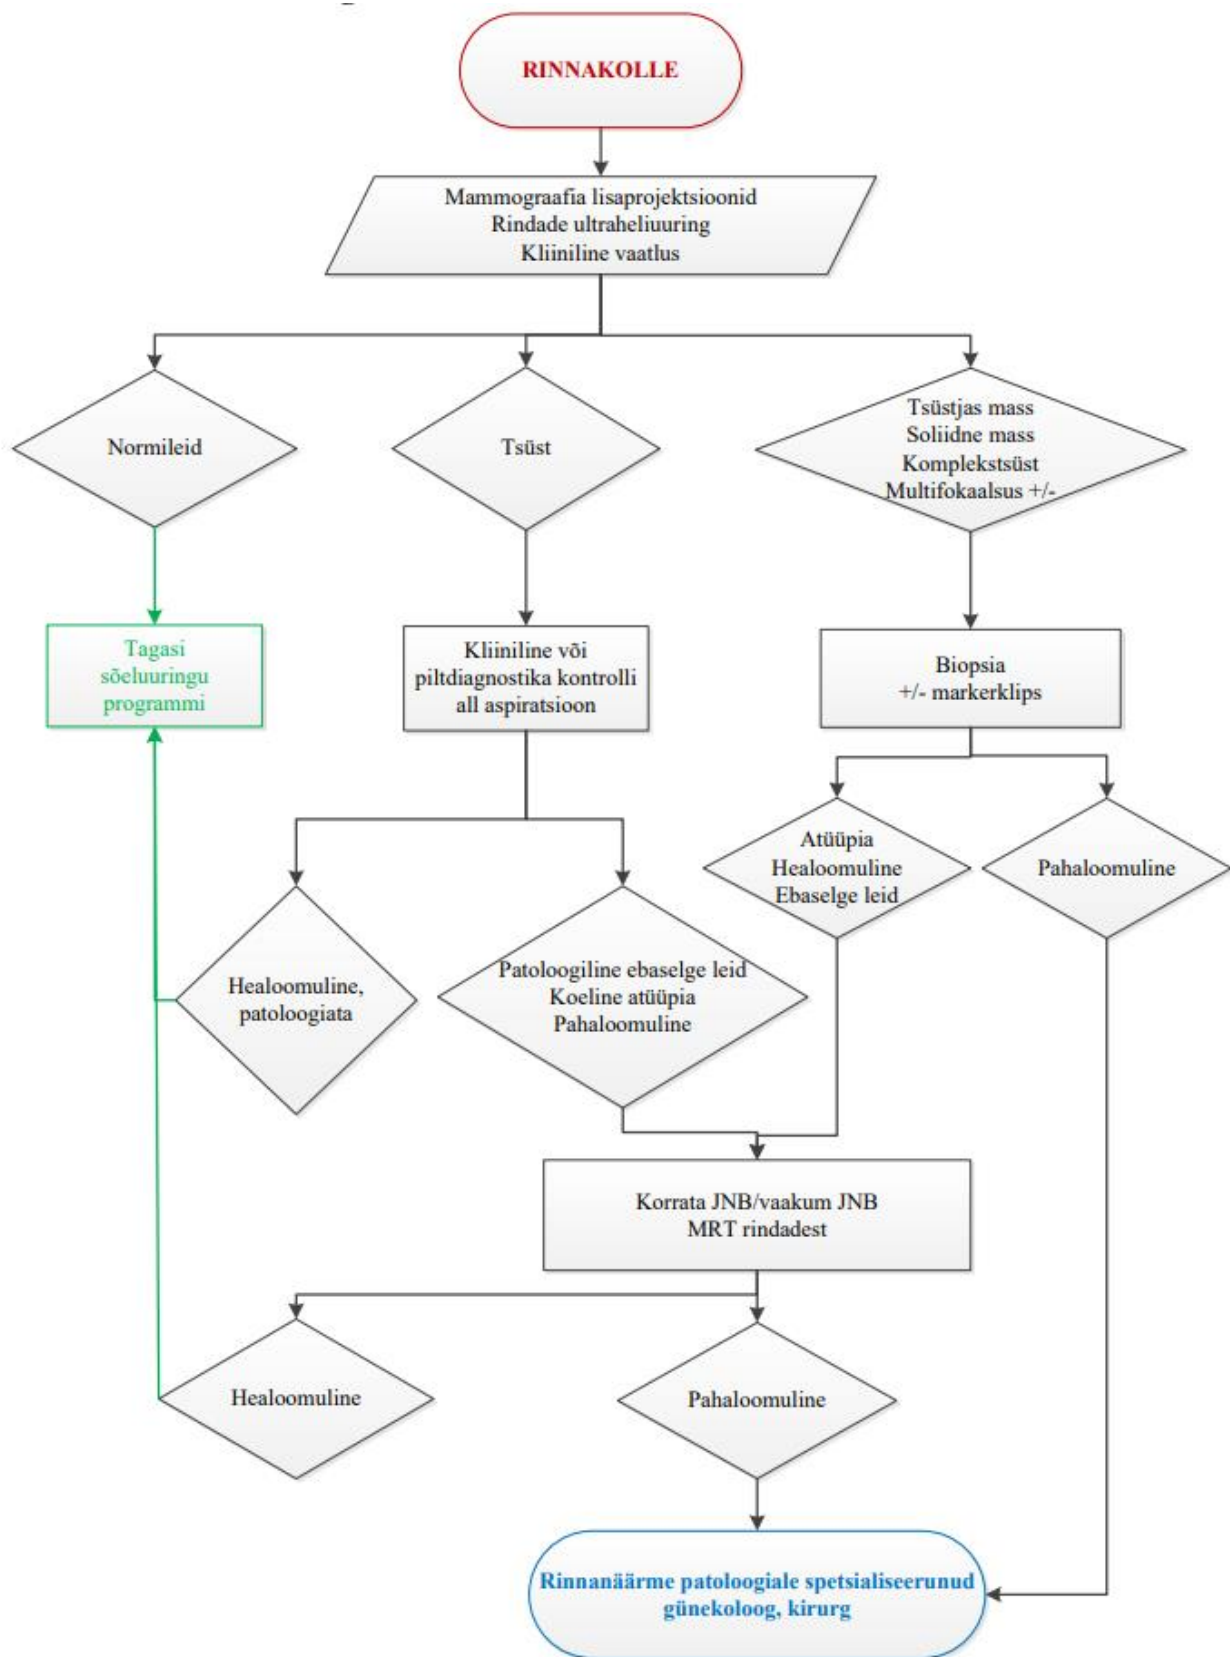 RINNAKOLLE
Mammograafia lisaprojektsioonid
Rindade ultraheliuuring
Kliiniline vaatlus
Normileid
Tsüst
Tsüstjas mass
Soliidne mass
Komplekstsüst
Multifokaalsus +/-
Tagasi
sõeluuringu
programmi
Kliiniline või
piltdiagnostika kontrolli
all aspiratsioon
Biopsia
+/- markerklips
Atüüpia
Healoomuline
Ebaselge leid
Pahaloomuline
Healoomuline,
patoloogiata
Patoloogiline ebaselge leid
Koeline atüüpia
Pahaloomuline
Korrata JNB/vaakum JNB
MRT rindadest
Healoomuline
Pahaloomuline
Rinnanäärme patoloogiale spetsialiseerunud
günekoloog, kirurg